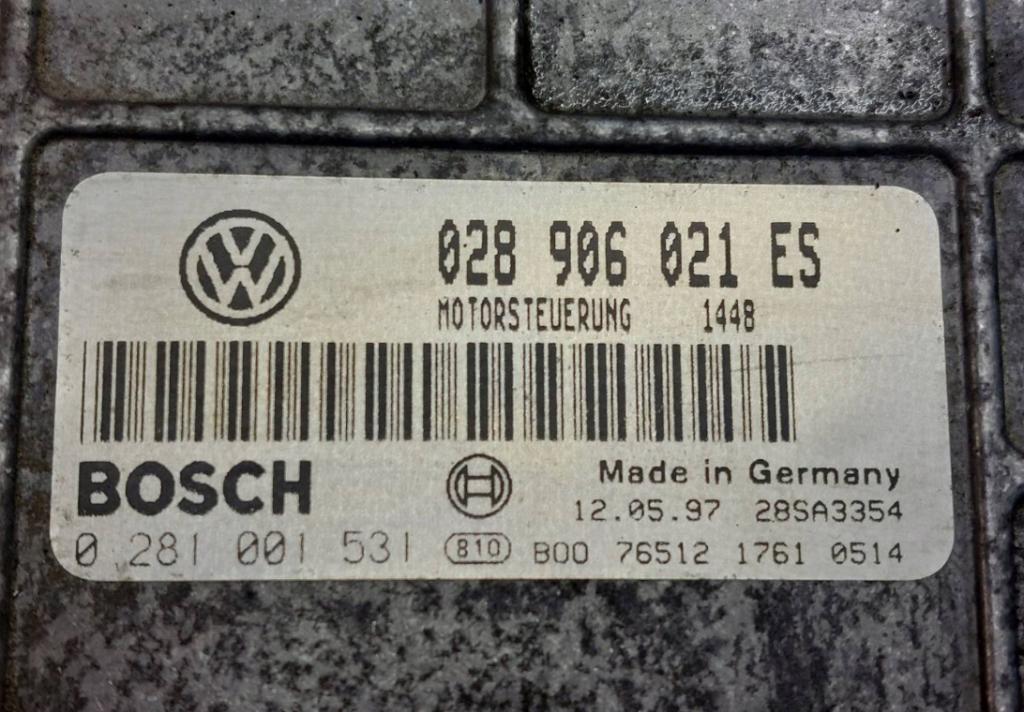 028 906 021 ES
MOTORSTEUERUNG 1448
BOSCH
Made in Germany
12.05.97 28SA3354
0 281 001 531 810 B00 76512 1761 0514